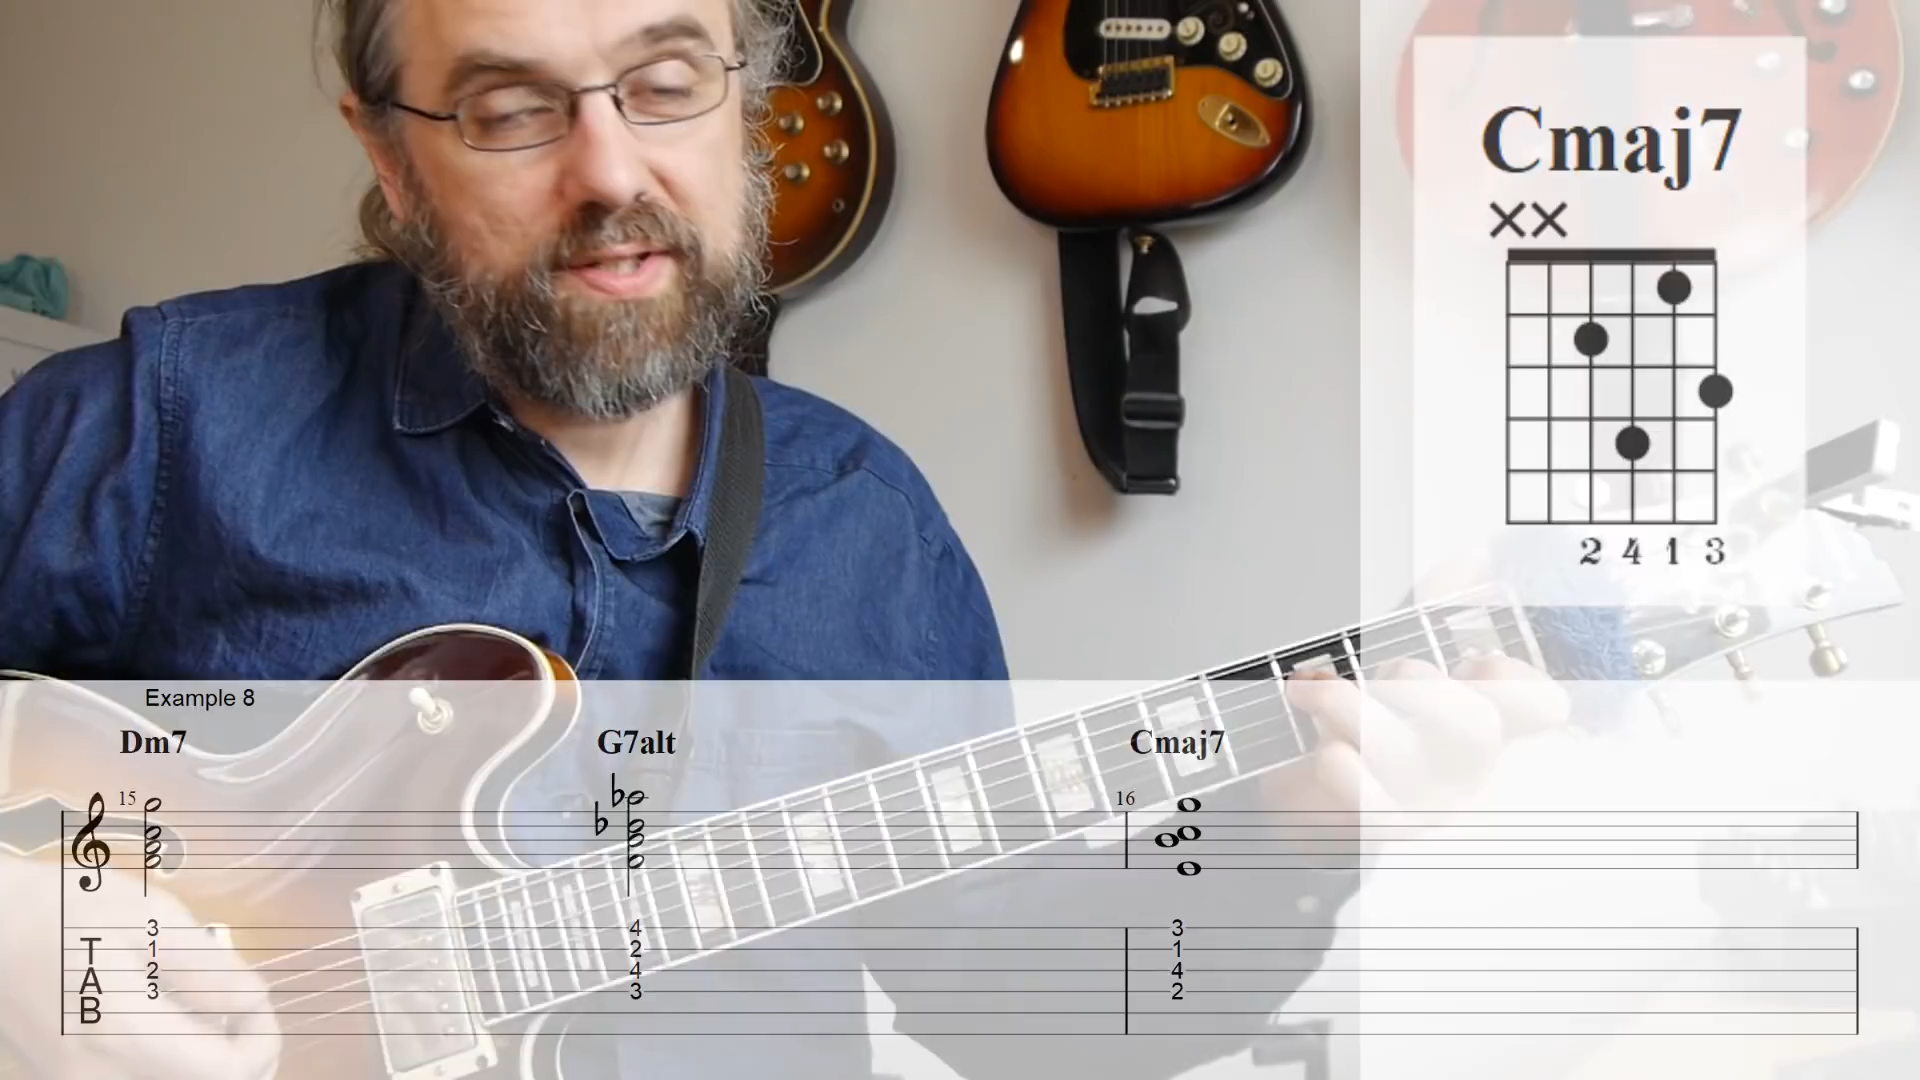 Cmaj7
XX
2 4 1 3
Example 8
Dm7 G7alt Cmaj7
15 16
T
A
B
3 4 3
1 2 1
2 4 4
3 3 2